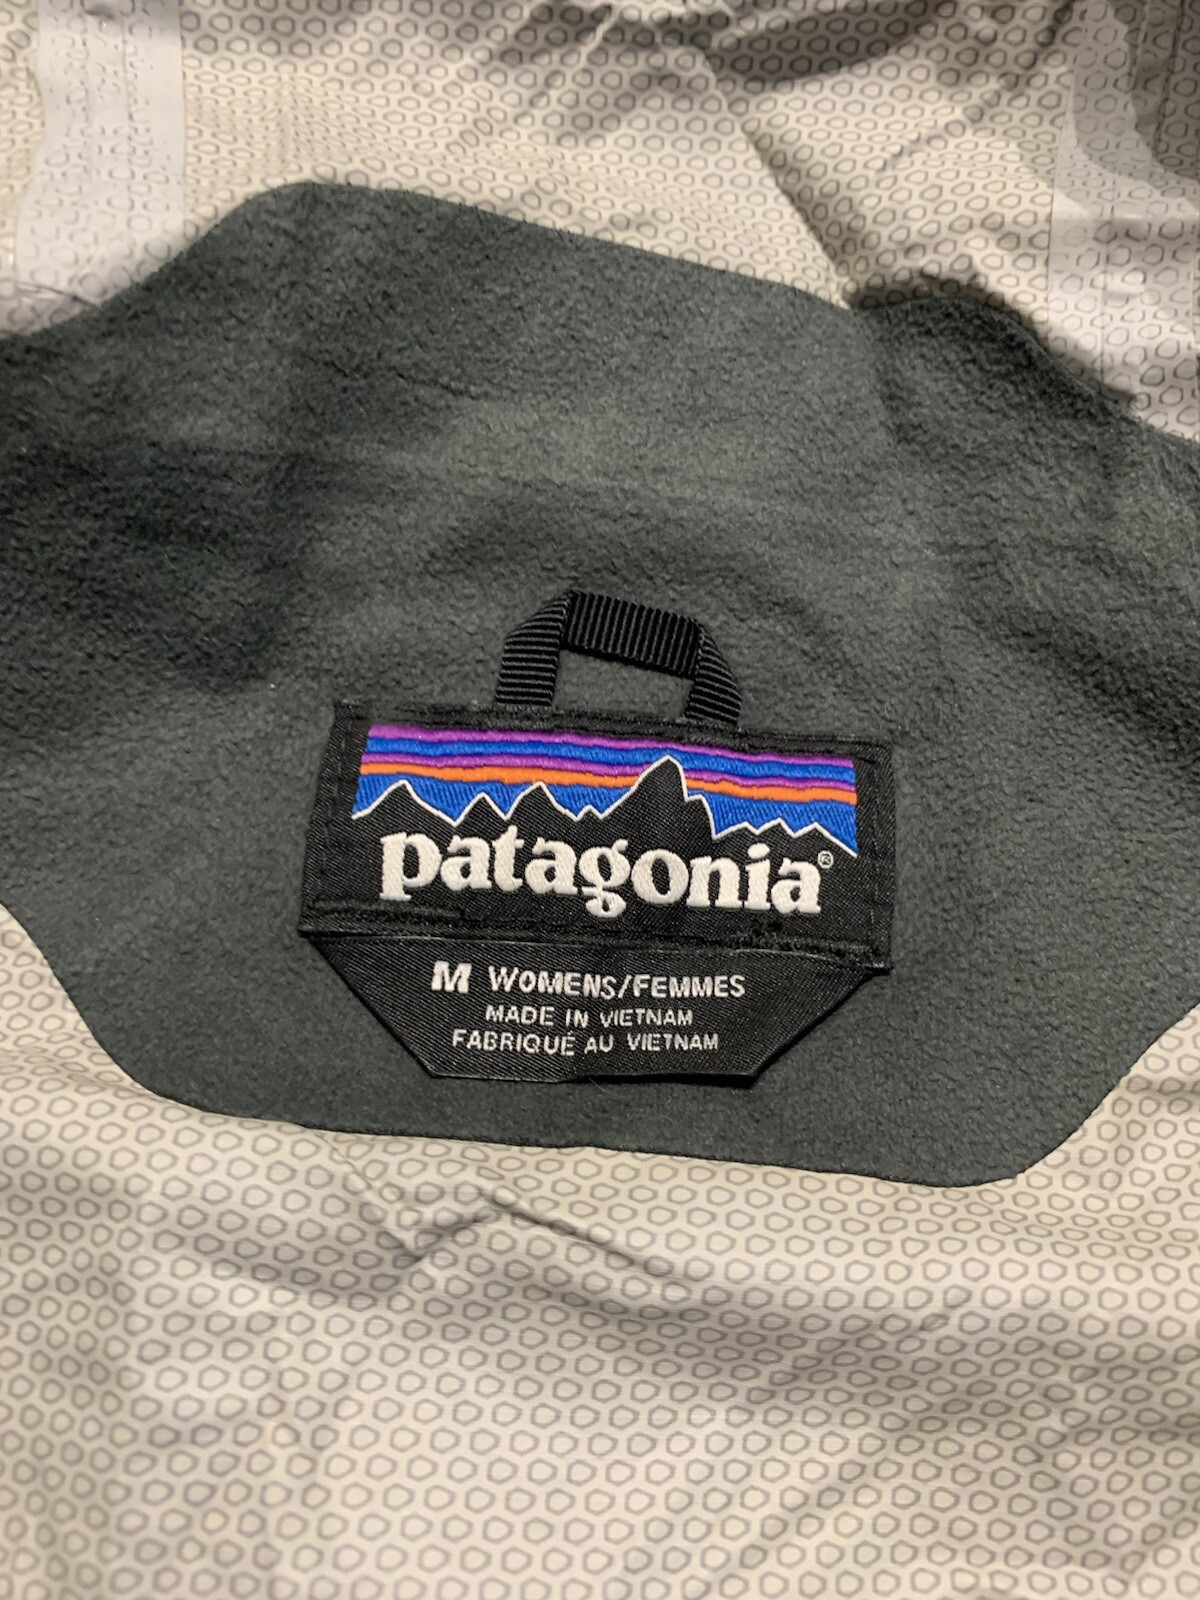 patagonia®
M WOMENS/FEMMES
MADE IN VIETNAM
FABRIQUÉ AU VIETNAM